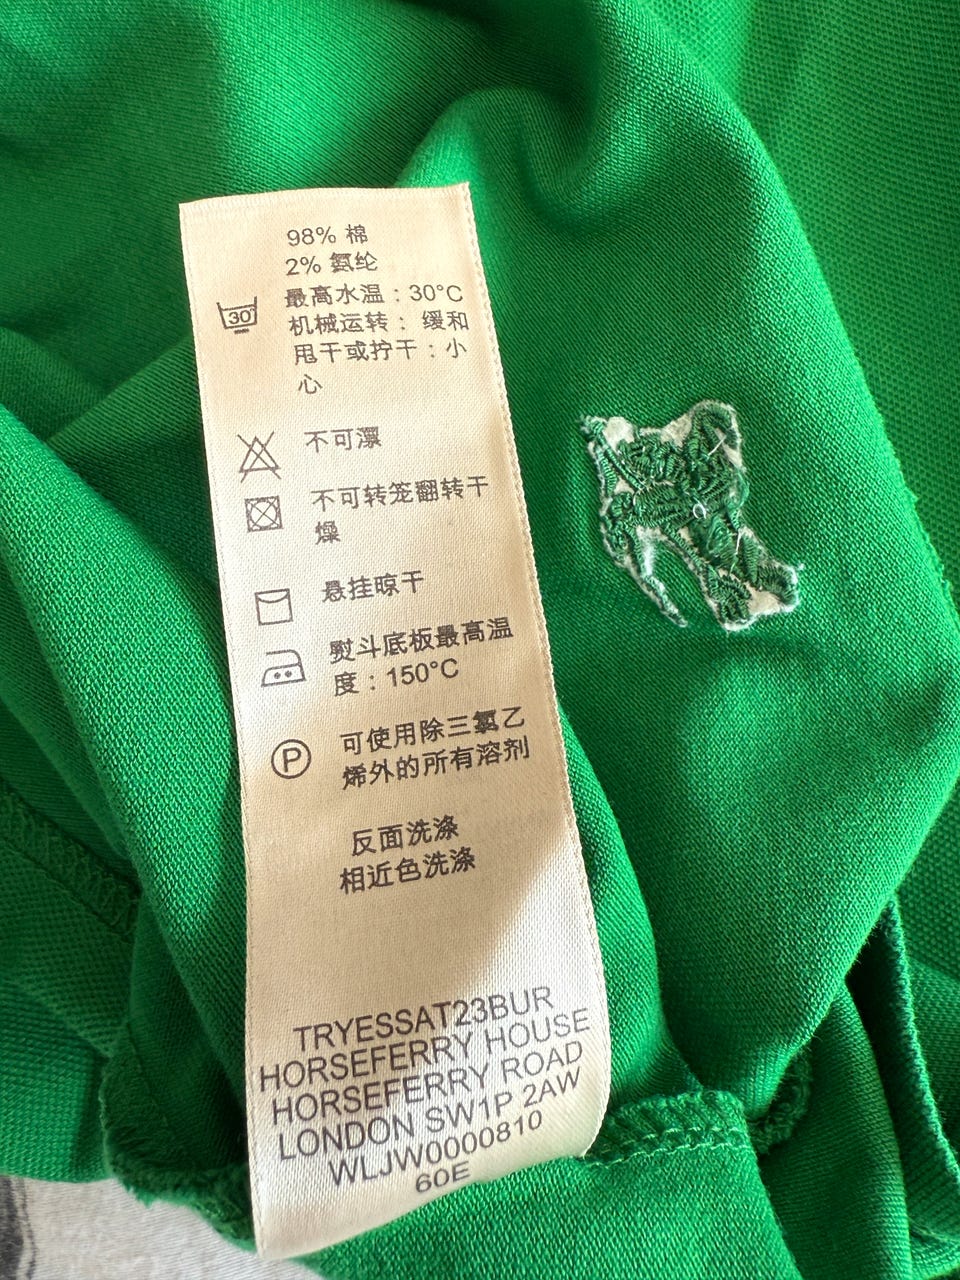 98% 棉
2% 氨纶
30
最高水温：30°C
机械运转： 缓和
甩干或拧干：小
心
不可漂
不可转笼翻转干
燥
悬挂晾干
熨斗底板最高温
度：150°C
P
可使用除三氯乙
烯外的所有溶剂
反面洗涤
相近色洗涤
TRYESSAT23BUR
HORSEFERRY HOUSE
HORSEFERRY ROAD
LONDON SW1P 2AW
WLJW0000810
60E